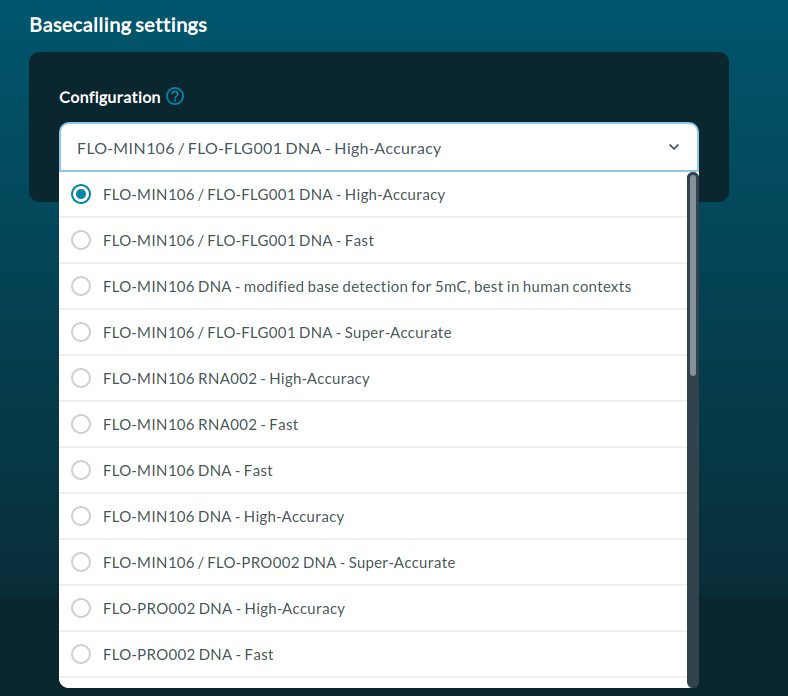 Basecalling settings
Configuration ?
FLO-MIN106 / FLO-FLG001 DNA - High-Accuracy
FLO-MIN106 / FLO-FLG001 DNA - High-Accuracy
FLO-MIN106 / FLO-FLG001 DNA - Fast
FLO-MIN106 DNA - modified base detection for 5mC, best in human contexts
FLO-MIN106 / FLO-FLG001 DNA - Super-Accurate
FLO-MIN106 RNA002 - High-Accuracy
FLO-MIN106 RNA002 - Fast
FLO-MIN106 DNA - Fast
FLO-MIN106 DNA - High-Accuracy
FLO-MIN106 / FLO-PRO002 DNA - Super-Accurate
FLO-PRO002 DNA - High-Accuracy
FLO-PRO002 DNA - Fast